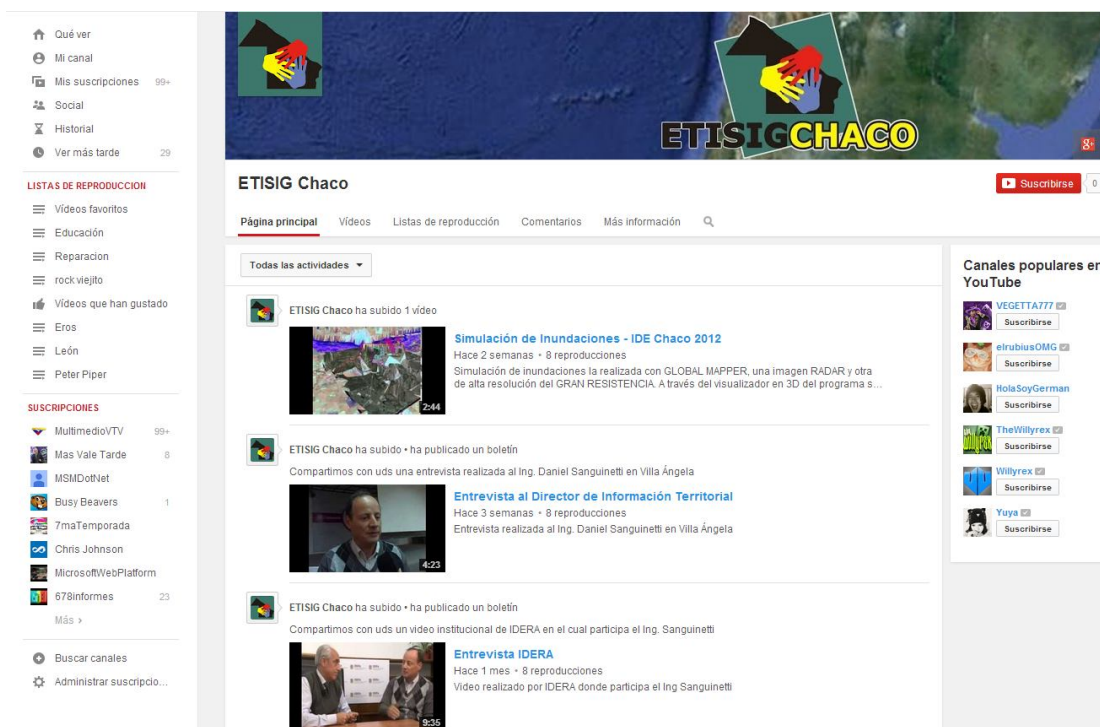 Qué ver
Mi canal
Mis suscripciones 99+
Social
Historial
Ver más tarde 29
LISTAS DE REPRODUCCION
Vídeos favoritos
Educación
Reparacion
rock viejito
Vídeos que han gustado
Eros
León
Peter Piper
SUSCRIPCIONES
MultimedioVTV 99+
Mas Vale Tarde 8
MSMDotNet
Busy Beavers 1
7maTemporada
Chris Johnson
MicrosoftWebPlatform
678informes 23
Más ›
Buscar canales
Administrar suscripcio...
ETISIGCHACO
g+
ETISIG Chaco
Suscribirse 0
Página principal Vídeos Listas de reproducción Comentarios Más información
Todas las actividades
ETISIG Chaco ha subido 1 vídeo
Simulación de Inundaciones - IDE Chaco 2012
Hace 2 semanas • 8 reproducciones
Simulación de inundaciones la realizada con GLOBAL MAPPER, una imagen RADAR y otra
de alta resolución del GRAN RESISTENCIA. A través del visualizador en 3D del programa s...
2:44
ETISIG Chaco ha subido • ha publicado un boletín
Compartimos con uds una entrevista realizada al Ing. Daniel Sanguinetti en Villa Ángela
Entrevista al Director de Información Territorial
Hace 3 semanas • 8 reproducciones
Entrevista realizada al Ing. Daniel Sanguinetti en Villa Ángela
4:23
ETISIG Chaco ha subido • ha publicado un boletín
Compartimos con uds un video institucional de IDERA en el cual participa el Ing. Sanguinetti
Entrevista IDERA
Hace 1 mes • 8 reproducciones
Video realizado por IDERA donde participa el Ing Sanguinetti
9:35
Canales populares en
YouTube
VEGETTA777
Suscribirse
elrubiusOMG
Suscribirse
HolaSoyGerman
Suscribirse
TheWillyrex
Suscribirse
Willyrex
Suscribirse
Yuya
Suscribirse